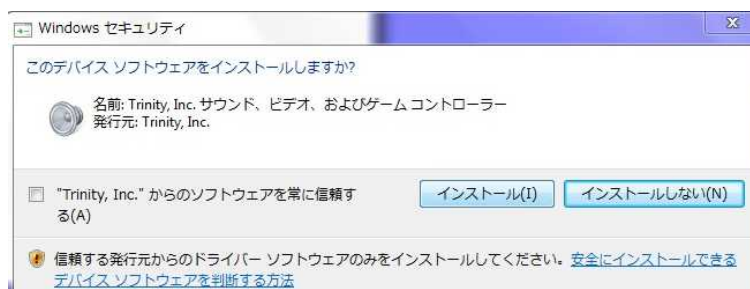 Windows セキュリティ
このデバイス ソフトウェアをインストールしますか?
名前: Trinity, Inc. サウンド、ビデオ、およびゲーム コントローラー
発行元: Trinity, Inc.
"Trinity, Inc." からのソフトウェアを常に信頼す
る(A)
インストール(I)
インストールしない(N)
信頼する発行元からのドライバー ソフトウェアのみをインストールしてください。安全にインストールできる
デバイス ソフトウェアを判断する方法